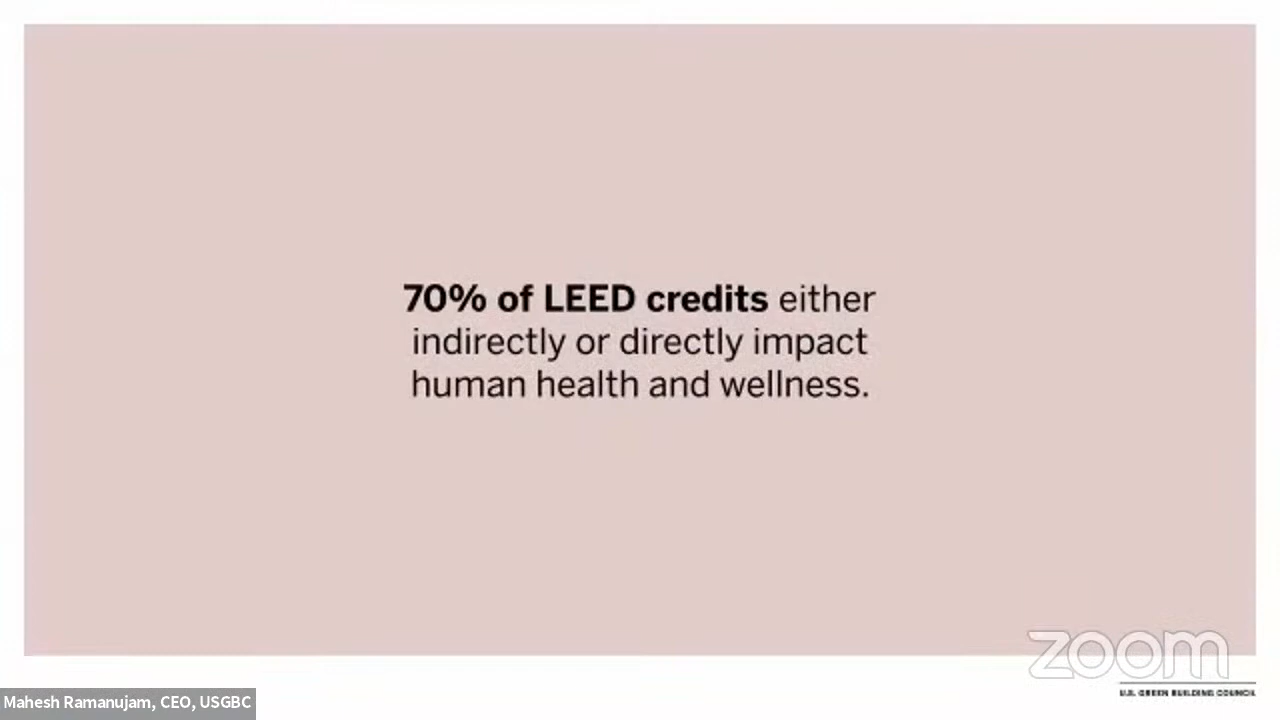 70% of LEED credits either
indirectly or directly impact
human health and wellness.
zoom
U.S. GREEN BUILDING COUNCIL
Mahesh Ramanujam, CEO, USGBC